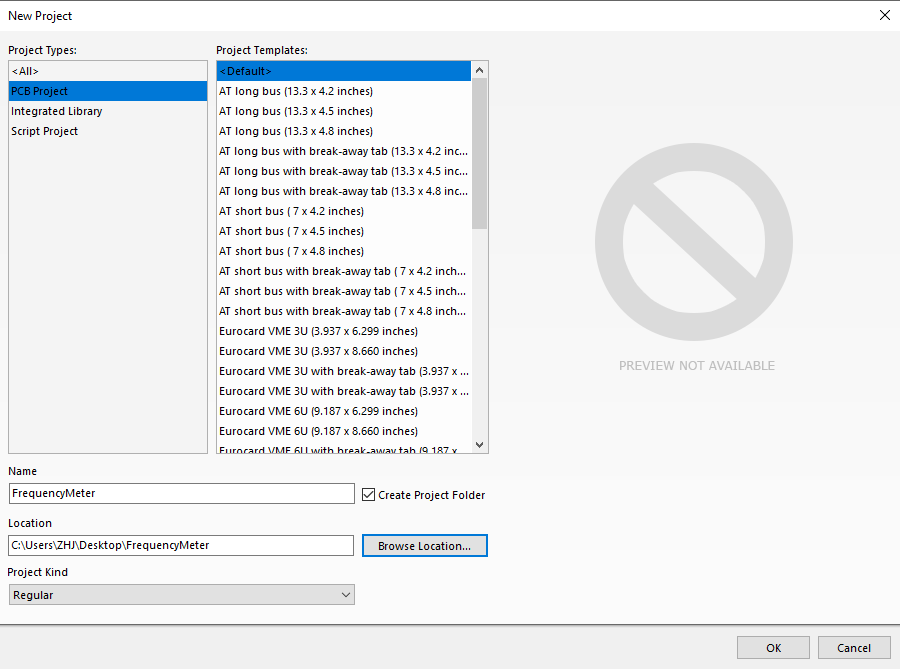 New Project
Project Types:
<All>
PCB Project
Integrated Library
Script Project
Project Templates:
<Default>
AT long bus (13.3 x 4.2 inches)
AT long bus (13.3 x 4.5 inches)
AT long bus (13.3 x 4.8 inches)
AT long bus with break-away tab (13.3 x 4.2 inc...
AT long bus with break-away tab (13.3 x 4.5 inc...
AT long bus with break-away tab (13.3 x 4.8 inc...
AT short bus ( 7 x 4.2 inches)
AT short bus ( 7 x 4.5 inches)
AT short bus ( 7 x 4.8 inches)
AT short bus with break-away tab ( 7 x 4.2 inch...
AT short bus with break-away tab ( 7 x 4.5 inch...
AT short bus with break-away tab ( 7 x 4.8 inch...
Eurocard VME 3U (3.937 x 6.299 inches)
Eurocard VME 3U (3.937 x 8.660 inches)
Eurocard VME 3U with break-away tab (3.937 x ...
Eurocard VME 3U with break-away tab (3.937 x ...
Eurocard VME 6U (9.187 x 6.299 inches)
Eurocard VME 6U (9.187 x 8.660 inches)
Eurocard VME 6U with break-away tab (9.187 x ...
PREVIEW NOT AVAILABLE
Name
FrequencyMeter
Create Project Folder
Location
C:\Users\ZHJ\Desktop\FrequencyMeter
Browse Location...
Project Kind
Regular
OK
Cancel